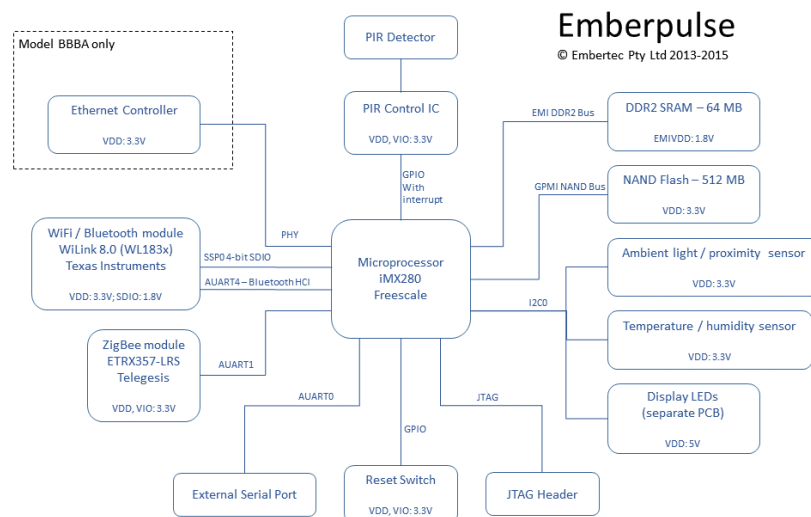 Emberpulse
© Embertec Pty Ltd 2013-2015
Model BBBA only
Ethernet Controller
VDD: 3.3V
PIR Detector
PIR Control IC
VDD, VIO: 3.3V
GPIO
With
interrupt
EMI DDR2 Bus
DDR2 SRAM – 64 MB
EMIVDD: 1.8V
GPMI NAND Bus
NAND Flash – 512 MB
VDD: 3.3V
PHY
WiFi / Bluetooth module
WiLink 8.0 (WL183x)
Texas Instruments
VDD: 3.3V; SDIO: 1.8V
SSP0 4-bit SDIO
AUART4 – Bluetooth HCI
Microprocessor
iMX280
Freescale
I2C0
Ambient light / proximity sensor
VDD: 3.3V
Temperature / humidity sensor
VDD: 3.3V
Display LEDs
(separate PCB)
VDD: 5V
ZigBee module
ETRX357-LRS
Telegesis
VDD, VIO: 3.3V
AUART1
AUART0
GPIO
JTAG
External Serial Port
Reset Switch
VDD, VIO: 3.3V
JTAG Header